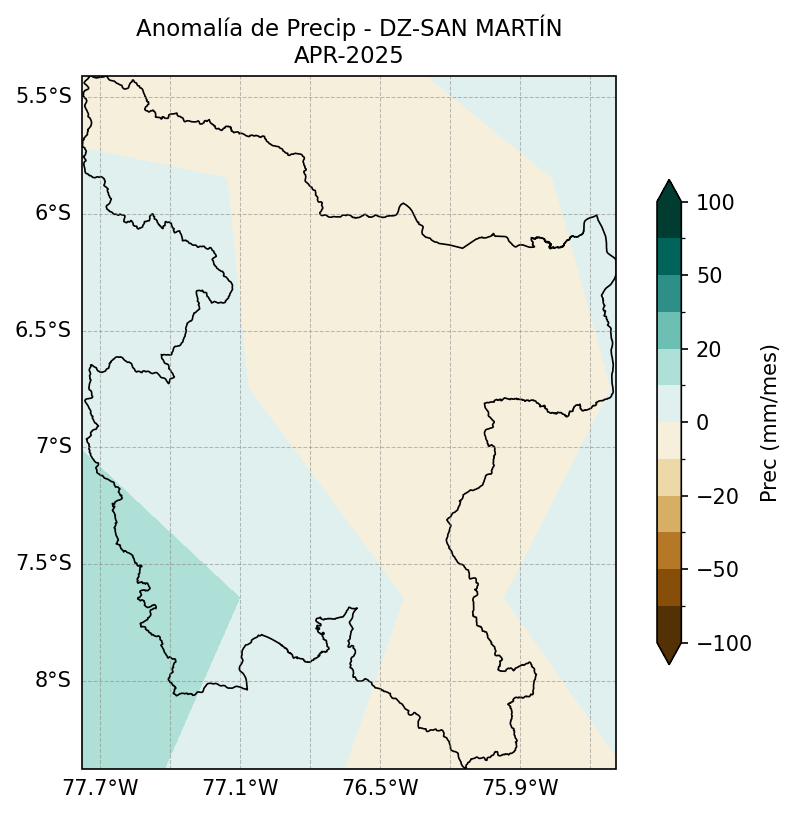 Anomalía de Precip - DZ-SAN MARTÍN
APR-2025
5.5°S
6°S
6.5°S
7°S
7.5°S
8°S
77.7°W 77.1°W 76.5°W 75.9°W
100
50
20
0
−20
−50
−100
Prec (mm/mes)